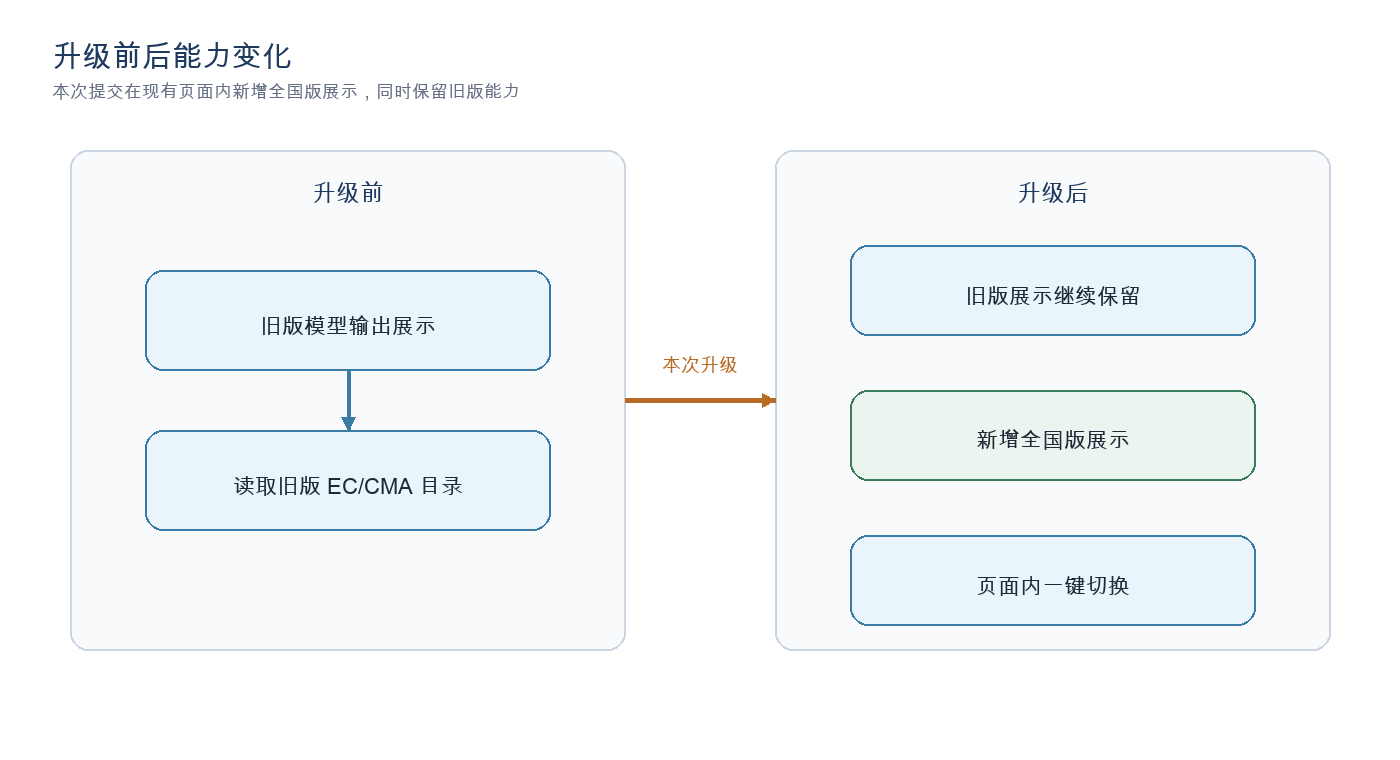 升级前后能力变化
本次提交在现有页面内新增全国版展示，同时保留旧版能力
升级前
旧版模型输出展示
读取旧版 EC/CMA 目录
本次升级
升级后
旧版展示继续保留
新增全国版展示
页面内一键切换